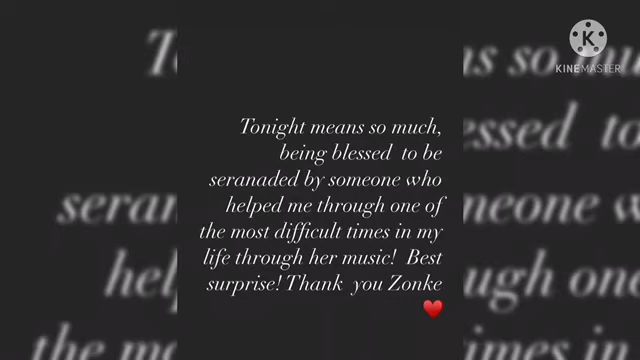 K
KINEMASTER
Tonight means so much,
being blessed to be
seranaded by someone who
helped me through one of
the most difficult times in my
life through her music! Best
surprise! Thank you Zonke
❤️